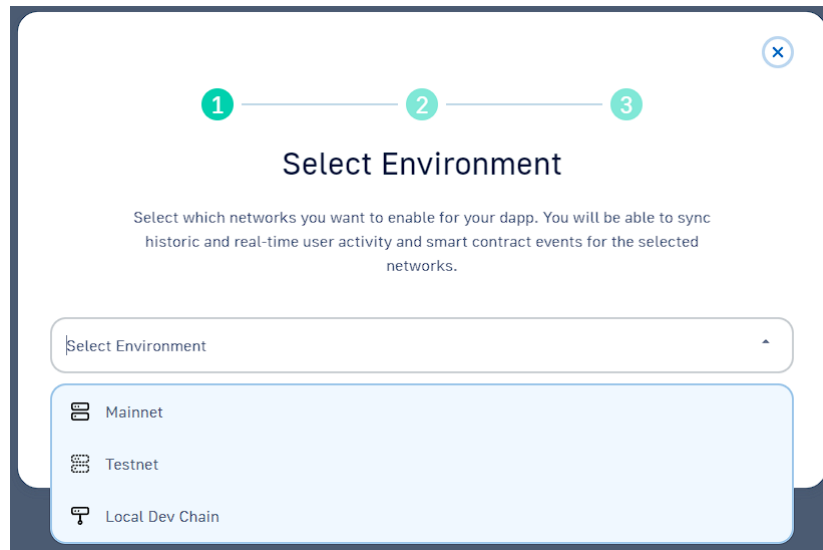 1 2 3
Select Environment
Select which networks you want to enable for your dapp. You will be able to sync
historic and real-time user activity and smart contract events for the selected
networks.
Select Environment
Mainnet
Testnet
Local Dev Chain